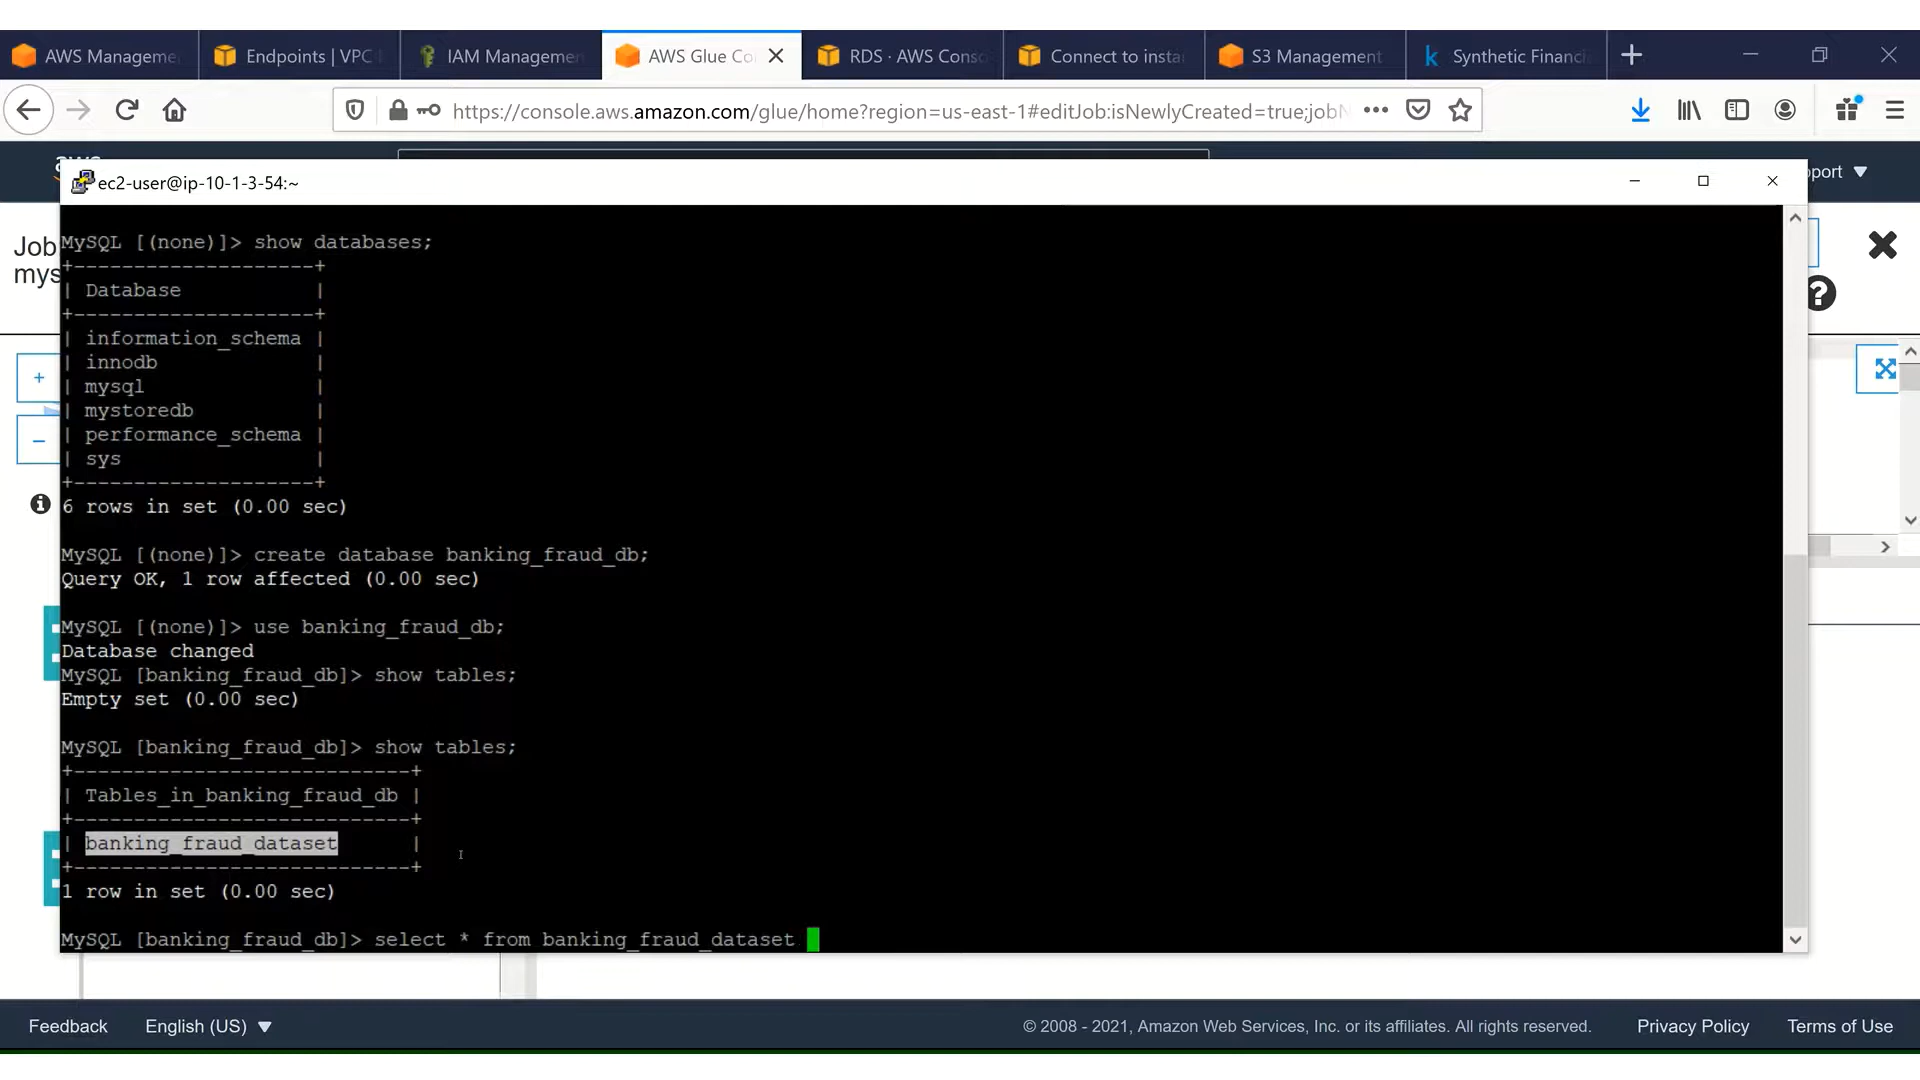 AWS Manageme
Endpoints | VPC
IAM Managemen
AWS Glue Co
RDS · AWS Conso
Connect to insta
S3 Management
k
Synthetic Financi
https://console.aws.amazon.com/glue/home?region=us-east-1#editJob:isNewlyCreated=true;jobN
aws
pport
ec2-user@ip-10-1-3-54:~
Job
mys
MySQL [(none)]> show databases;
+--------------------+
| Database           |
+--------------------+
| information_schema |
| innodb             |
| mysql              |
| mystoredb          |
| performance_schema |
| sys                |
+--------------------+
6 rows in set (0.00 sec)
MySQL [(none)]> create database banking_fraud_db;
Query OK, 1 row affected (0.00 sec)
MySQL [(none)]> use banking_fraud_db;
Database changed
MySQL [banking_fraud_db]> show tables;
Empty set (0.00 sec)
MySQL [banking_fraud_db]> show tables;
+----------------------------+
| Tables_in_banking_fraud_db |
+----------------------------+
| banking_fraud_dataset      |
+----------------------------+
1 row in set (0.00 sec)
MySQL [banking_fraud_db]> select * from banking_fraud_dataset
Feedback
English (US)
© 2008 - 2021, Amazon Web Services, Inc. or its affiliates. All rights reserved.
Privacy Policy
Terms of Use